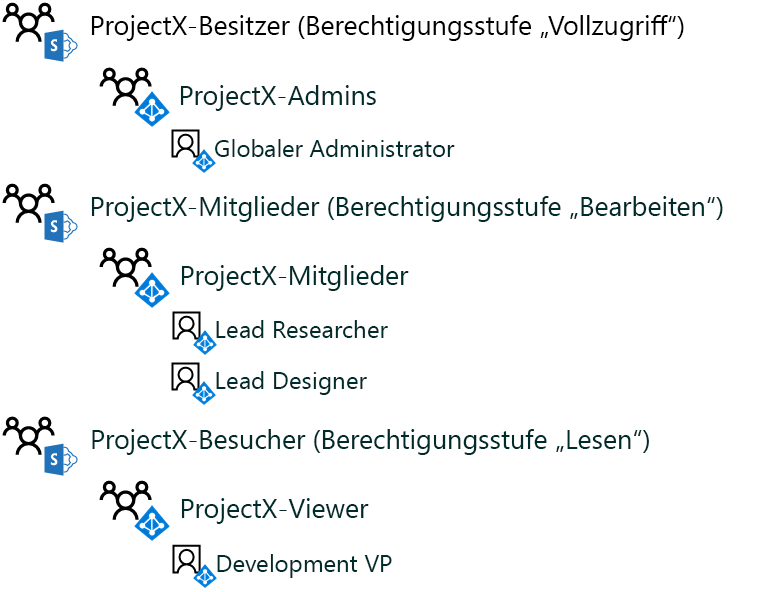 ProjectX-Besitzer (Berechtigungsstufe „Vollzugriff“)
ProjectX-Admins
Globaler Administrator
ProjectX-Mitglieder (Berechtigungsstufe „Bearbeiten“)
ProjectX-Mitglieder
Lead Researcher
Lead Designer
ProjectX-Besucher (Berechtigungsstufe „Lesen“)
ProjectX-Viewer
Development VP